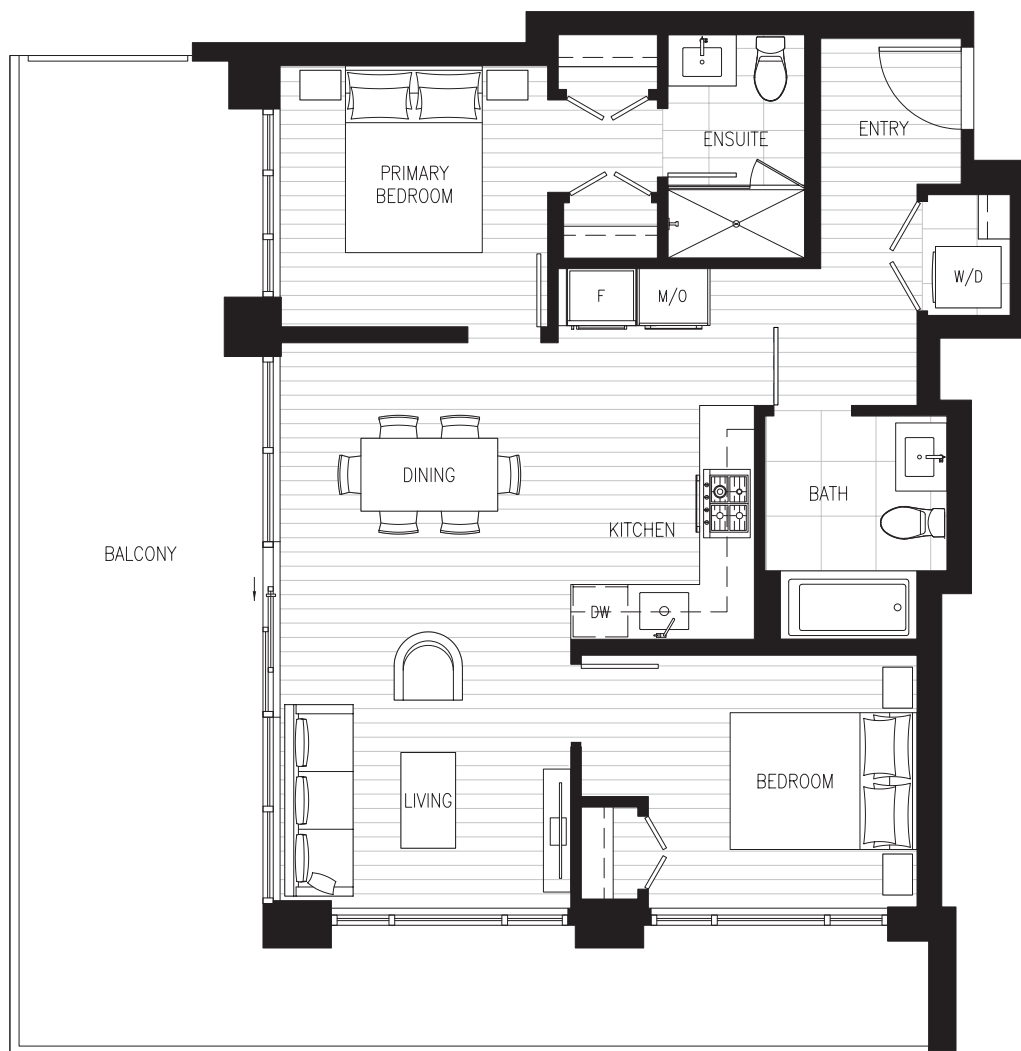 ENTRY
ENSUITE
PRIMARY
BEDROOM
F
M/O
W/D
DINING
BATH
KITCHEN
BALCONY
DW
BEDROOM
LIVING